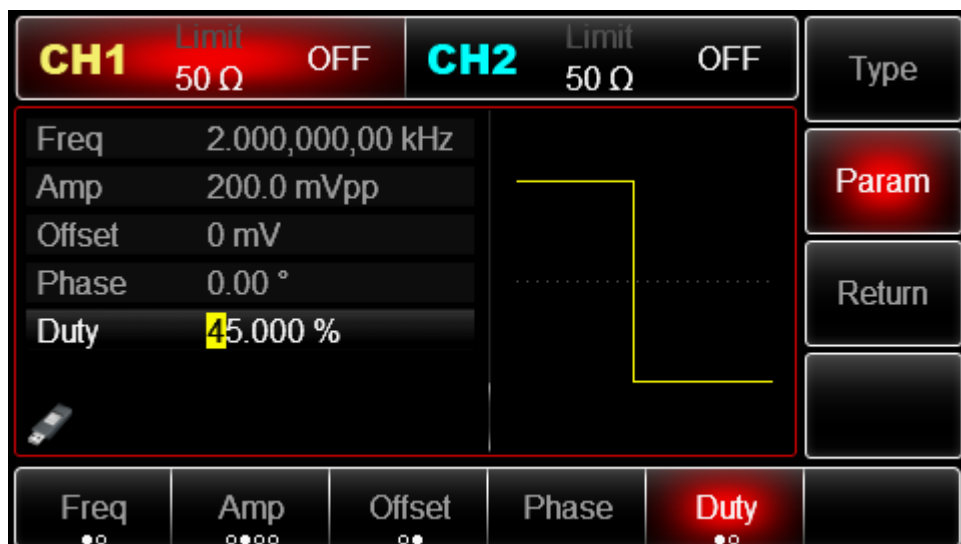 CH1 Limit 50 Ω OFF CH2 Limit 50 Ω OFF
Type
Freq 2.000,000,00 kHz
Amp 200.0 mVpp
Offset 0 mV
Phase 0.00 °
Duty 45.000 %
Param
Return
Freq Amp Offset Phase Duty